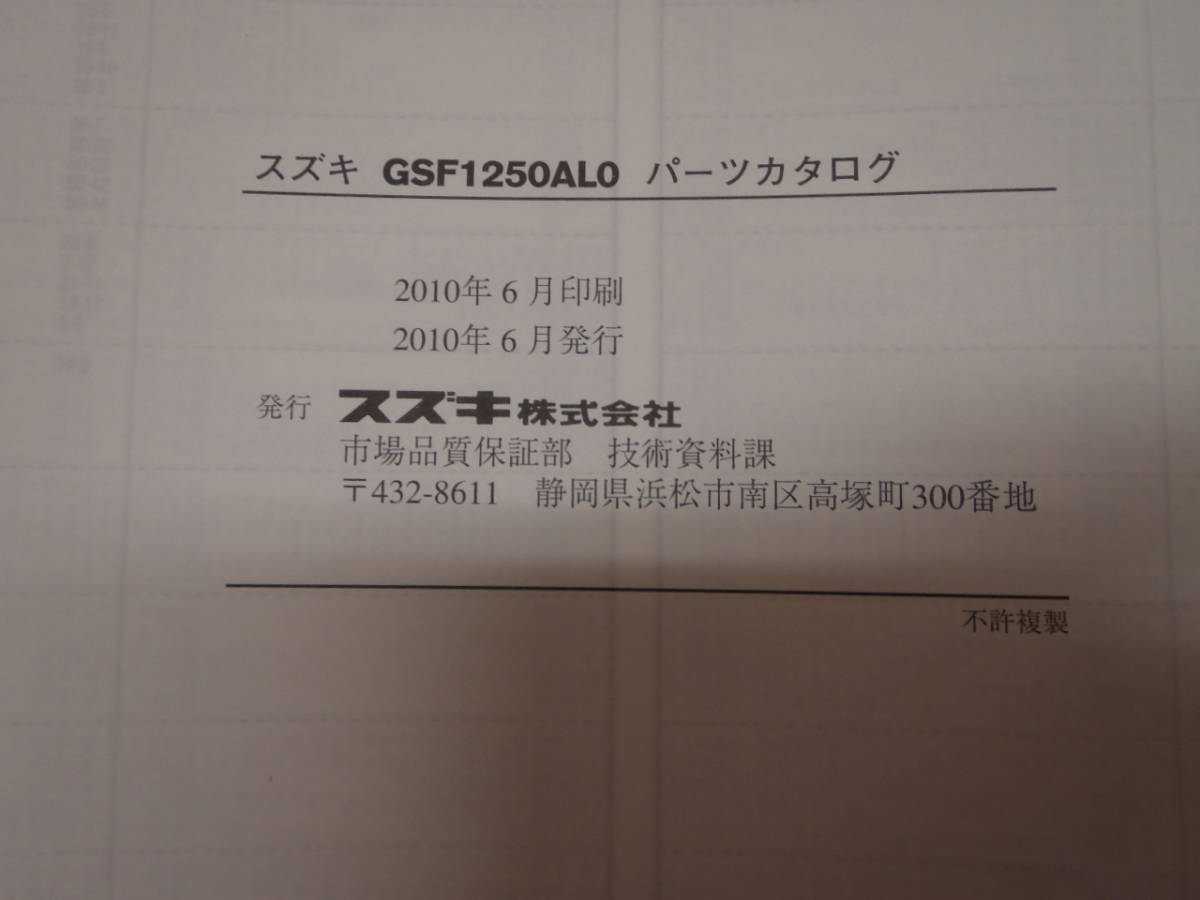 スズキ GSF1250AL0 パーツカタログ
2010年 6 月印刷
2010年 6 月発行
発行 スズキ株式会社
市場品質保証部 技術資料課
〒432-8611 静岡県浜松市南区高塚町300番地
不許複製